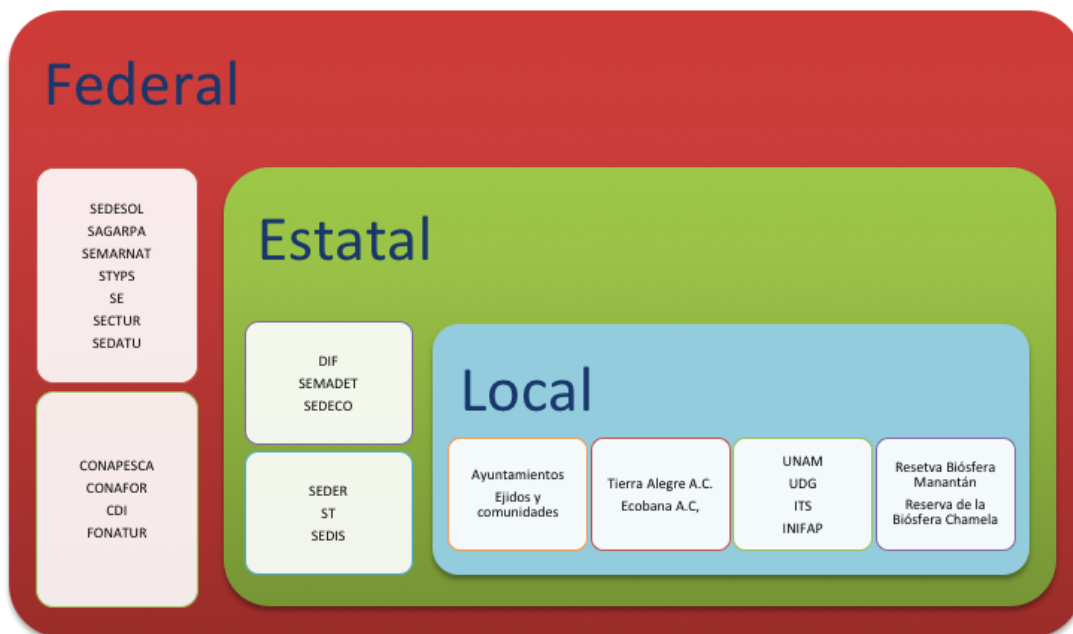 Federal
SEDESOL
SAGARPA
SEMARNAT
STYPS
SE
SECTUR
SEDATU
CONAPESCA
CONAFOR
CDI
FONATUR
Estatal
DIF
SEMADET
SEDECO
SEDER
ST
SEDIS
Local
Ayuntamientos
Ejidos y
comunidades
Tierra Alegre A.C.
Ecobana A.C,
UNAM
UDG
ITS
INIFAP
Resetva Biósfera
Manantán
Reserva de la
Biósfera Chamela